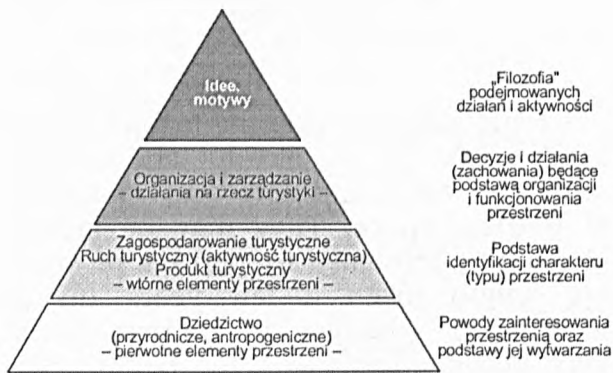 Idee,
motywy
„Filozofia"
podejmowanych
działań i aktywności
Organizacja i zarządzanie
– działania na rzecz turystyki –
Decyzje i działania
(zachowania) będące
podstawą organizacji
i funkcjonowania
przestrzeni
Zagospodarowanie turystyczne
Ruch turystyczny (aktywność turystyczna)
Produkt turystyczny
– wtórne elementy przestrzeni –
Podstawa
identyfikacji charakteru
(typu) przestrzeni
Dziedzictwo
(przyrodnicze, antropogeniczne)
– pierwotne elementy przestrzeni –
Powody zainteresowania
przestrzenią oraz
podstawy jej wytwarzania